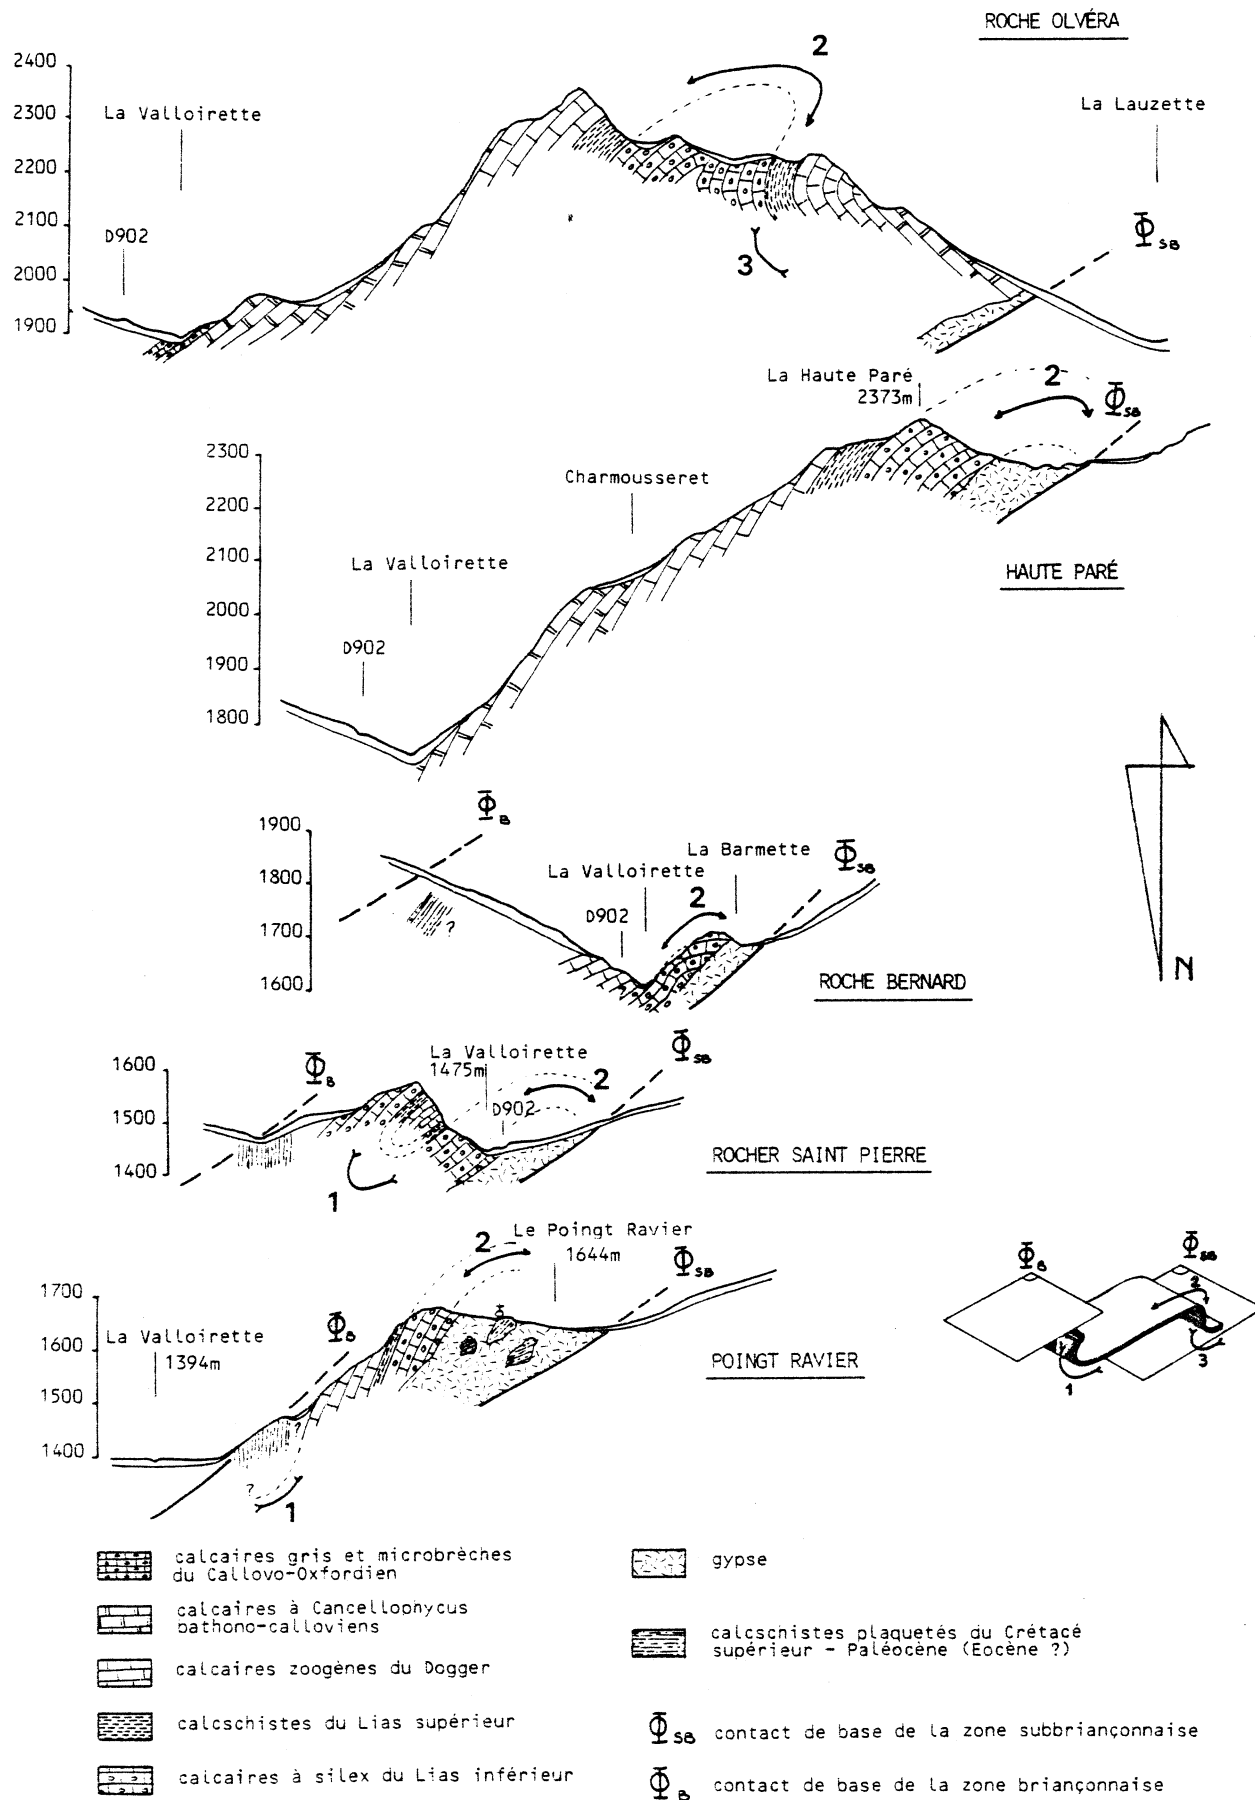 ROCHE OLVÉRA
2
2400
2300
2200
2100
2000
1900
La Valloirette
D902
La Lauzette
Φ SB
3
La Haute Paré
2373m
2
Φ SB
2300
2200
2100
2000
1900
1800
Charmousseret
La Valloirette
D902
HAUTE PARÉ
N
Φ B
1900
1800
1700
1600
La Barmette
La Valloirette
D902
2
Φ SB
?
ROCHE BERNARD
1600
1500
1400
Φ B
La Valloirette
1475m
D902
2
Φ SB
1
ROCHER SAINT PIERRE
Le Poingt Ravier
1644m
2
Φ SB
1700
1600
1500
1400
La Valloirette
1394m
Φ B
?
?
1
POINGT RAVIER
Φ B
Φ SB
2
3
1
calcaires gris et microbrèches
du Callovo-Oxfordien
calcaires à Cancellophycus
bathono-calloviens
calcaires zoogènes du Dogger
calcschistes du Lias supérieur
calcaires à silex du Lias inférieur
gypse
calcschistes plaquetés du Crétacé
supérieur – Paléocène (Eocène ?)
Φ SB contact de base de la zone subbriançonnaise
Φ B contact de base de la zone briançonnaise